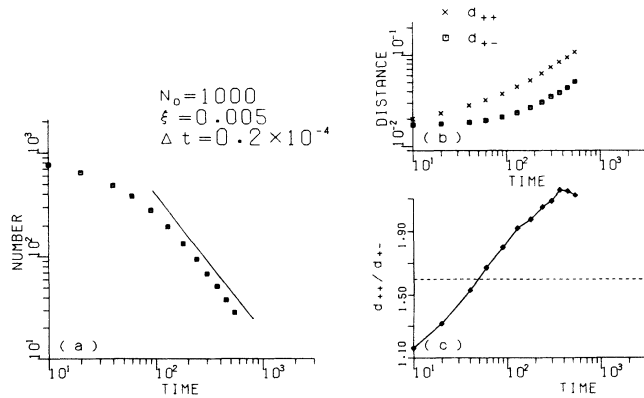 N₀=1000
ξ=0.005
Δt=0.2×10⁻⁴
NUMBER
10³
10²
10¹
(a)
10¹
10²
10³
TIME
× d₊₊
▫ d₊₋
DISTANCE
10⁻¹
10⁻²
(b)
10¹
10²
10³
TIME
d₊₊/d₊₋
1.90
1.50
1.10
(c)
10¹
10²
10³
TIME